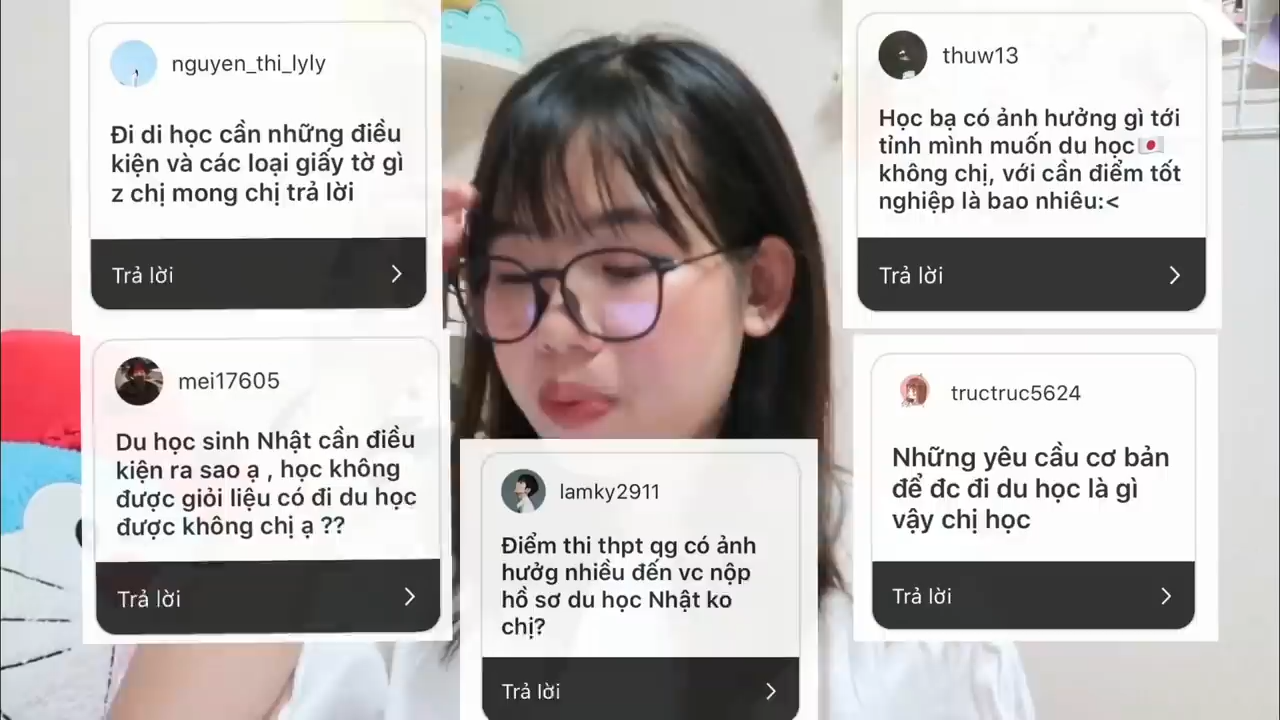 nguyen_thi_lyly
Đi di học cần những điều
kiện và các loại giấy tờ gì
z chị mong chị trả lời
Trả lời
thuw13
Học bạ có ảnh hưởng gì tới
tỉnh mình muốn du học🇯🇵
không chị, với cần điểm tốt
nghiệp là bao nhiêu:<
Trả lời
mei17605
Du học sinh Nhật cần điều
kiện ra sao ạ , học không
được giỏi liệu có đi du học
được không chị ạ ??
Trả lời
lamky2911
Điểm thi thpt qg có ảnh
hưởg nhiều đến vc nộp
hồ sơ du học Nhật ko
chị?
Trả lời
tructruc5624
Những yêu cầu cơ bản
để đc đi du học là gì
vậy chị học
Trả lời